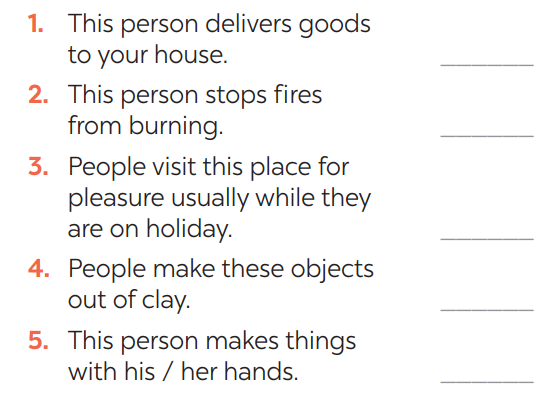 1. This person delivers goods
to your house.
2. This person stops fires
from burning.
3. People visit this place for
pleasure usually while they
are on holiday.
4. People make these objects
out of clay.
5. This person makes things
with his / her hands.